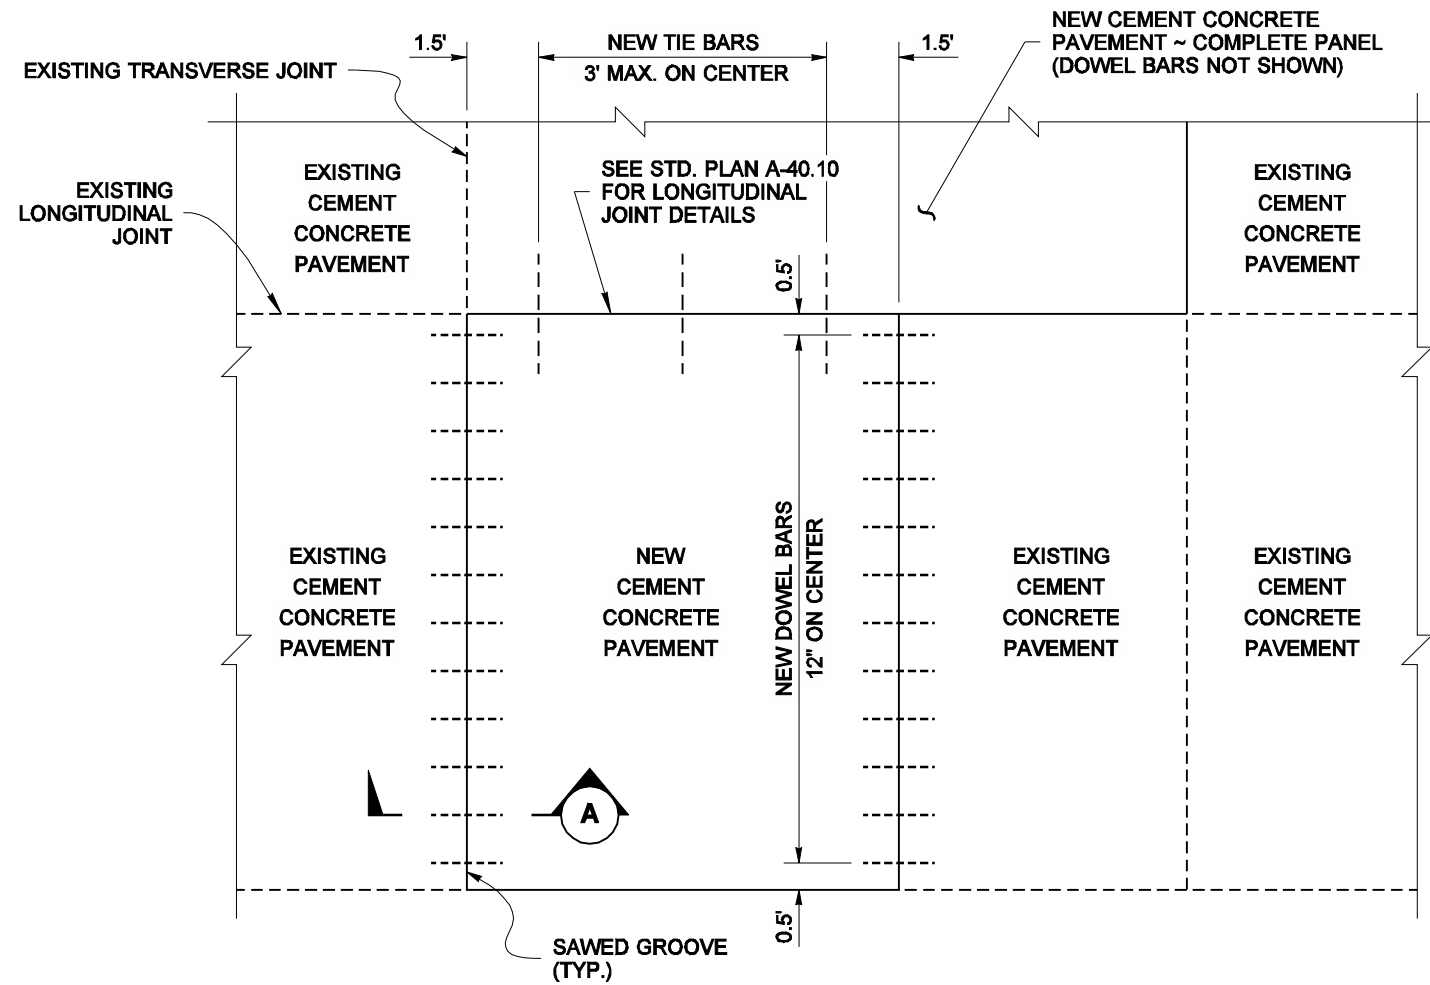 NEW CEMENT CONCRETE
PAVEMENT ~ COMPLETE PANEL
(DOWEL BARS NOT SHOWN)
1.5'
NEW TIE BARS
3' MAX. ON CENTER
1.5'
EXISTING TRANSVERSE JOINT
EXISTING
LONGITUDINAL
JOINT
EXISTING
CEMENT
CONCRETE
PAVEMENT
SEE STD. PLAN A-40.10
FOR LONGITUDINAL
JOINT DETAILS
EXISTING
CEMENT
CONCRETE
PAVEMENT
0.5'
EXISTING
CEMENT
CONCRETE
PAVEMENT
NEW
CEMENT
CONCRETE
PAVEMENT
NEW DOWEL BARS
12" ON CENTER
EXISTING
CEMENT
CONCRETE
PAVEMENT
EXISTING
CEMENT
CONCRETE
PAVEMENT
A
0.5'
SAWED GROOVE
(TYP.)